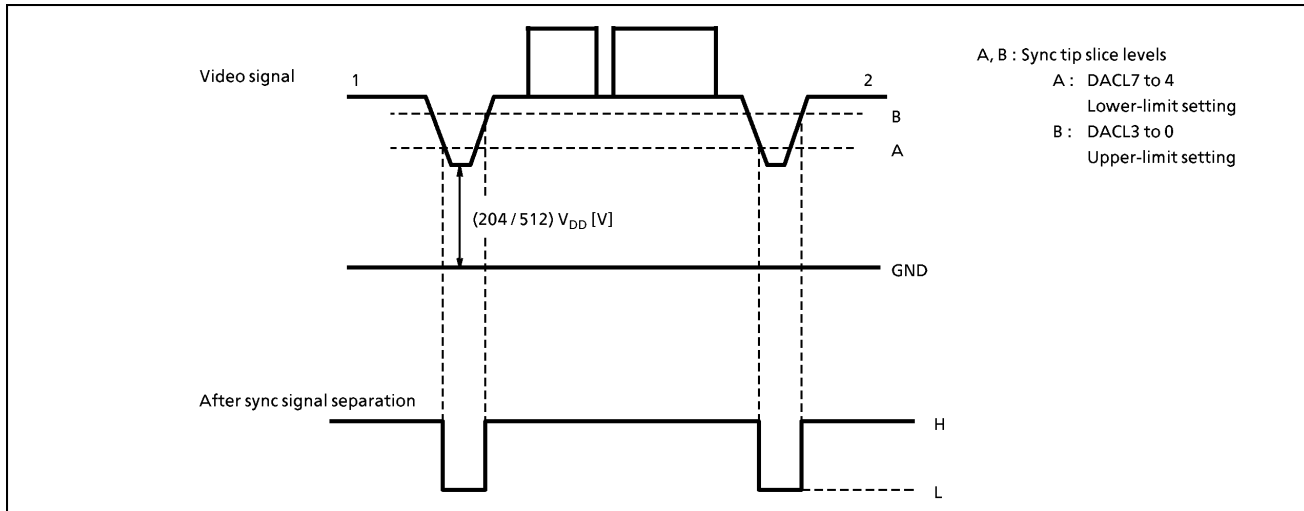 Video signal
1
2
A, B : Sync tip slice levels
A : DACL7 to 4
Lower-limit setting
B : DACL3 to 0
Upper-limit setting
B
A
(204 / 512) VDD [V]
GND
After sync signal separation
H
L